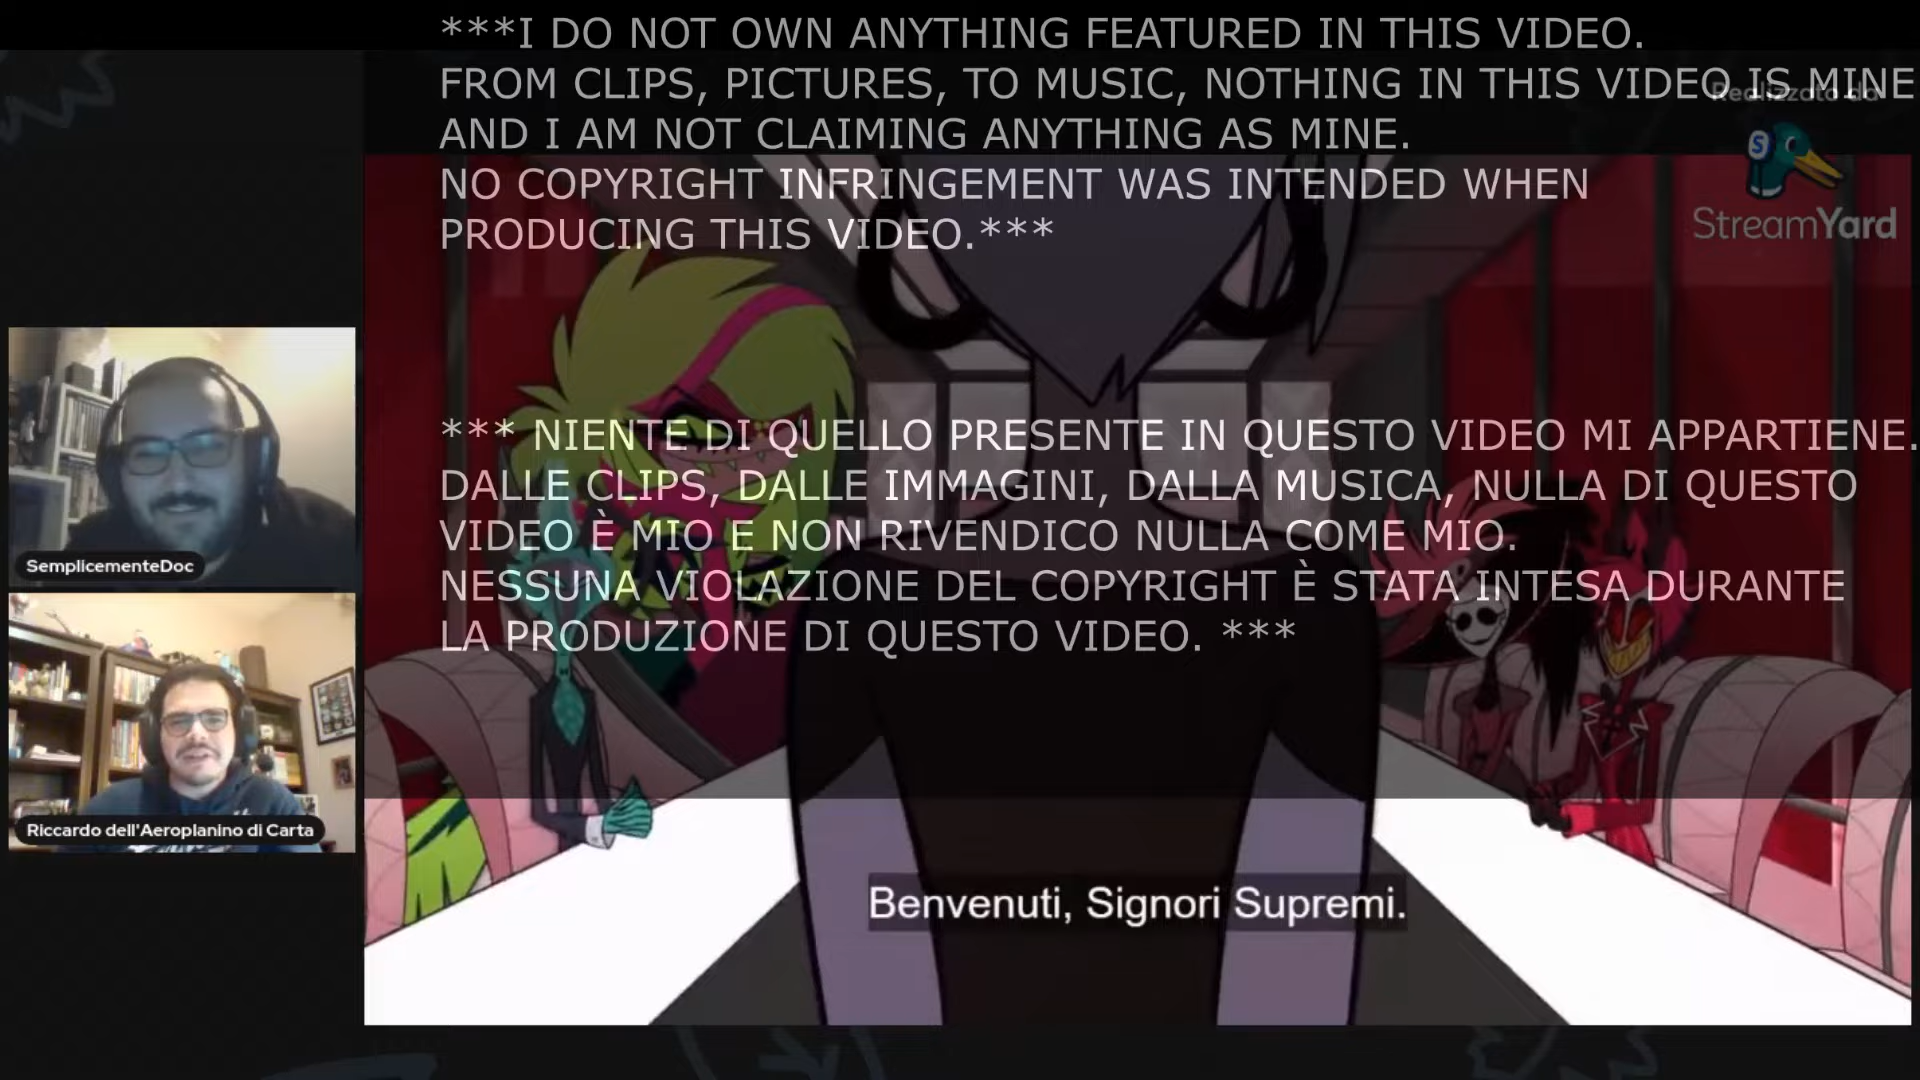 ***I DO NOT OWN ANYTHING FEATURED IN THIS VIDEO.
FROM CLIPS, PICTURES, TO MUSIC, NOTHING IN THIS VIDEO IS MINE
AND I AM NOT CLAIMING ANYTHING AS MINE.
NO COPYRIGHT INFRINGEMENT WAS INTENDED WHEN
PRODUCING THIS VIDEO.***
Realizzato da
StreamYard
*** NIENTE DI QUELLO PRESENTE IN QUESTO VIDEO MI APPARTIENE.
DALLE CLIPS, DALLE IMMAGINI, DALLA MUSICA, NULLA DI QUESTO
VIDEO È MIO E NON RIVENDICO NULLA COME MIO.
NESSUNA VIOLAZIONE DEL COPYRIGHT È STATA INTESA DURANTE
LA PRODUZIONE DI QUESTO VIDEO. ***
SemplicementeDoc
Riccardo dell'Aeroplanino di Carta
Benvenuti, Signori Supremi.